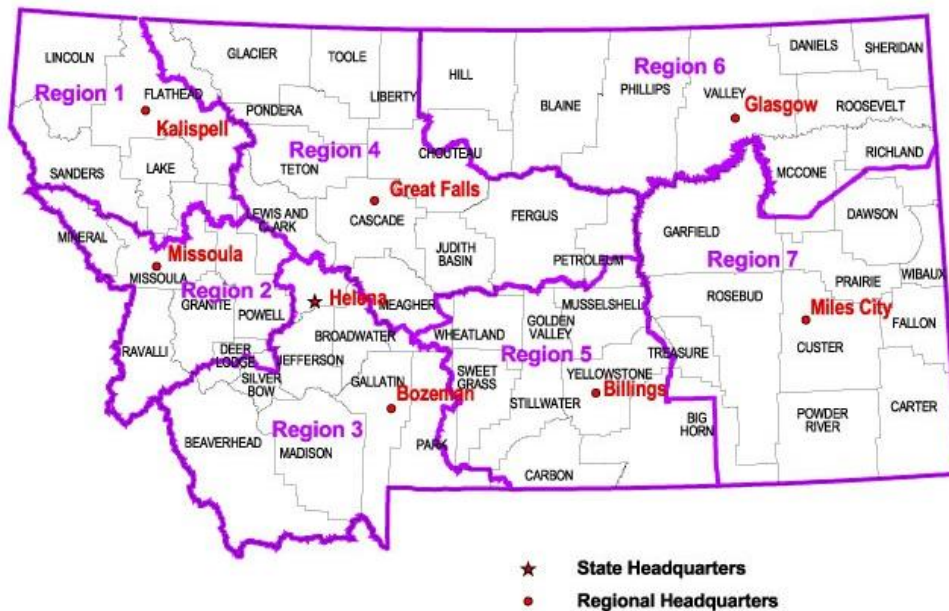 LINCOLN
GLACIER
TOOLE
DANIELS
SHERIDAN
Region 1
FLATHEAD
HILL
Region 6
LIBERTY
BLAINE
PHILLIPS
VALLEY
Kalispell
PONDERA
Glasgow
ROOSEVELT
Region 4
CHOUTEAU
SANDERS
LAKE
TETON
MCCONE
RICHLAND
Great Falls
LEWIS AND
CLARK
CASCADE
FERGUS
DAWSON
MINERAL
Missoula
JUDITH
BASIN
GARFIELD
MISSOULA
PETROLEUM
Region 7
PRAIRIE
WIBAUX
Region 2
GRANITE
Helena
MEAGHER
MUSSELSHELL
ROSEBUD
POWELL
GOLDEN
VALLEY
Miles City
FALLON
BROADWATER
WHEATLAND
RAVALLI
DEER
LODGE
JEFFERSON
Region 5
TREASURE
CUSTER
SILVER
BOW
GALLATIN
SWEET
GRASS
YELLOWSTONE
Bozeman
STILLWATER
Billings
CARTER
BEAVERHEAD
Region 3
MADISON
PARK
BIG
HORN
POWDER
RIVER
CARBON
State Headquarters
Regional Headquarters